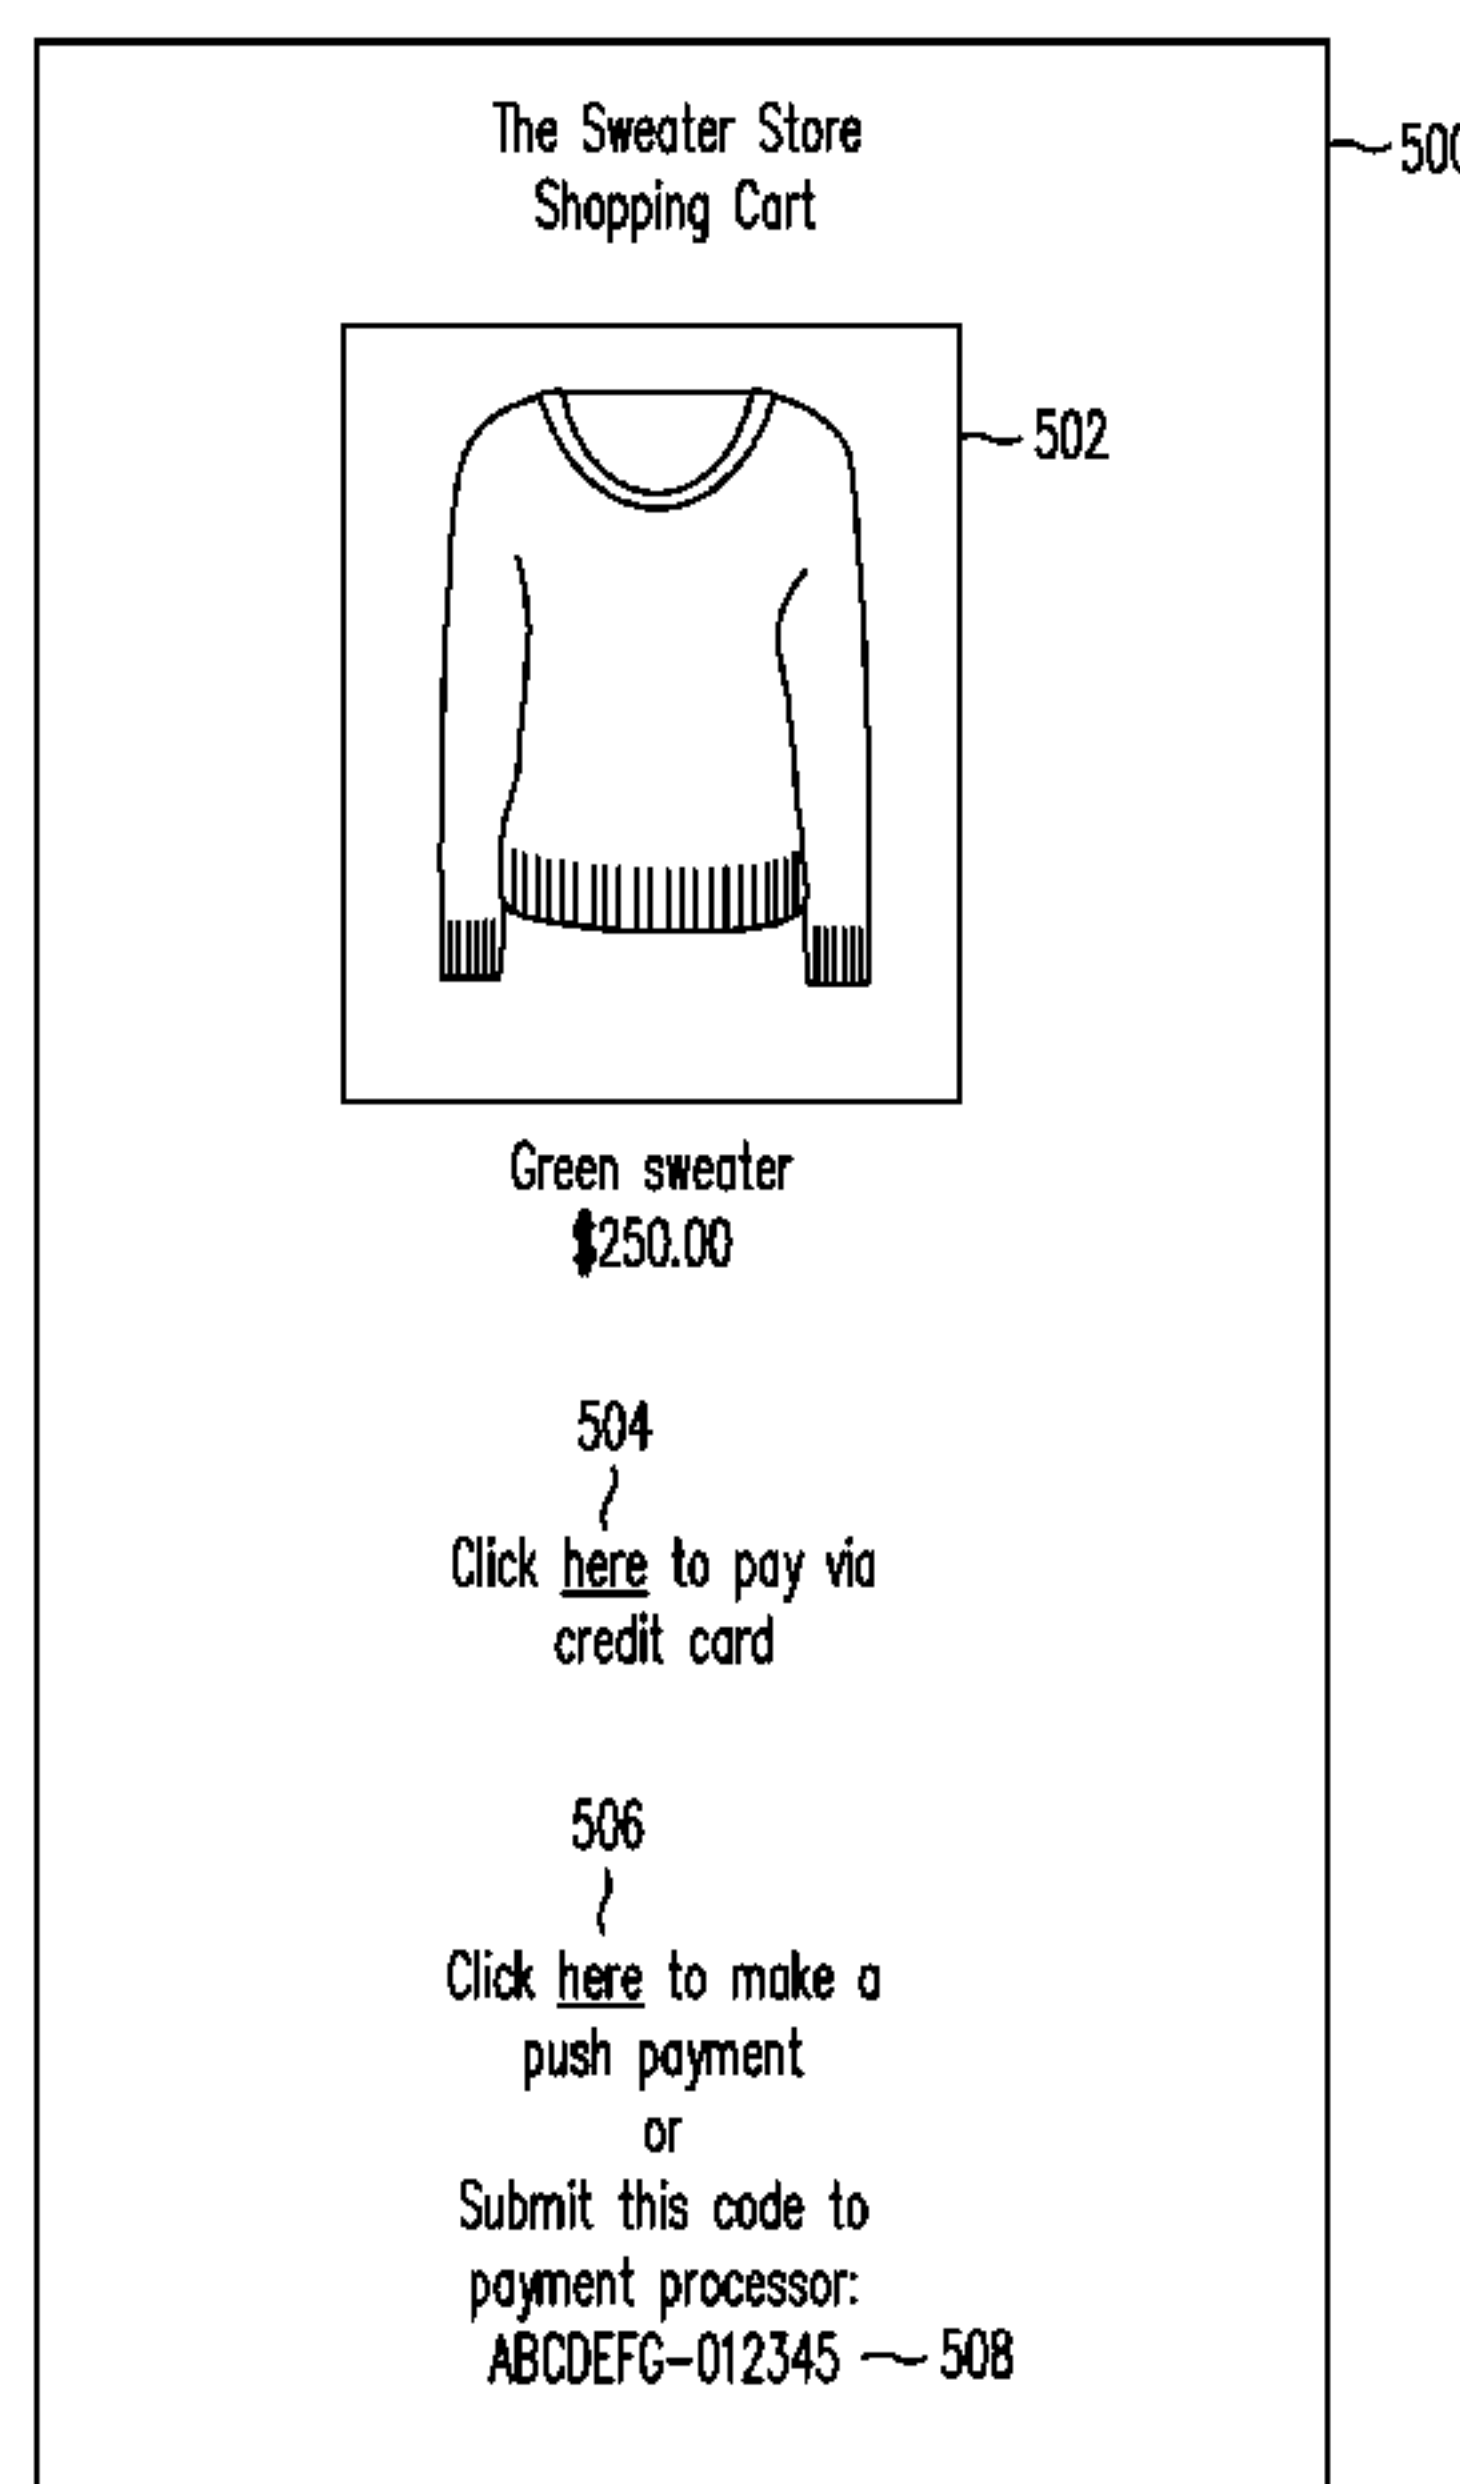 The Sweater Store
Shopping Cart
500
502
Green sweater
$250.00
504
Click here to pay via
credit card
506
Click here to make a
push payment
or
Submit this code to
payment processor:
ABCDEFG-012345
508